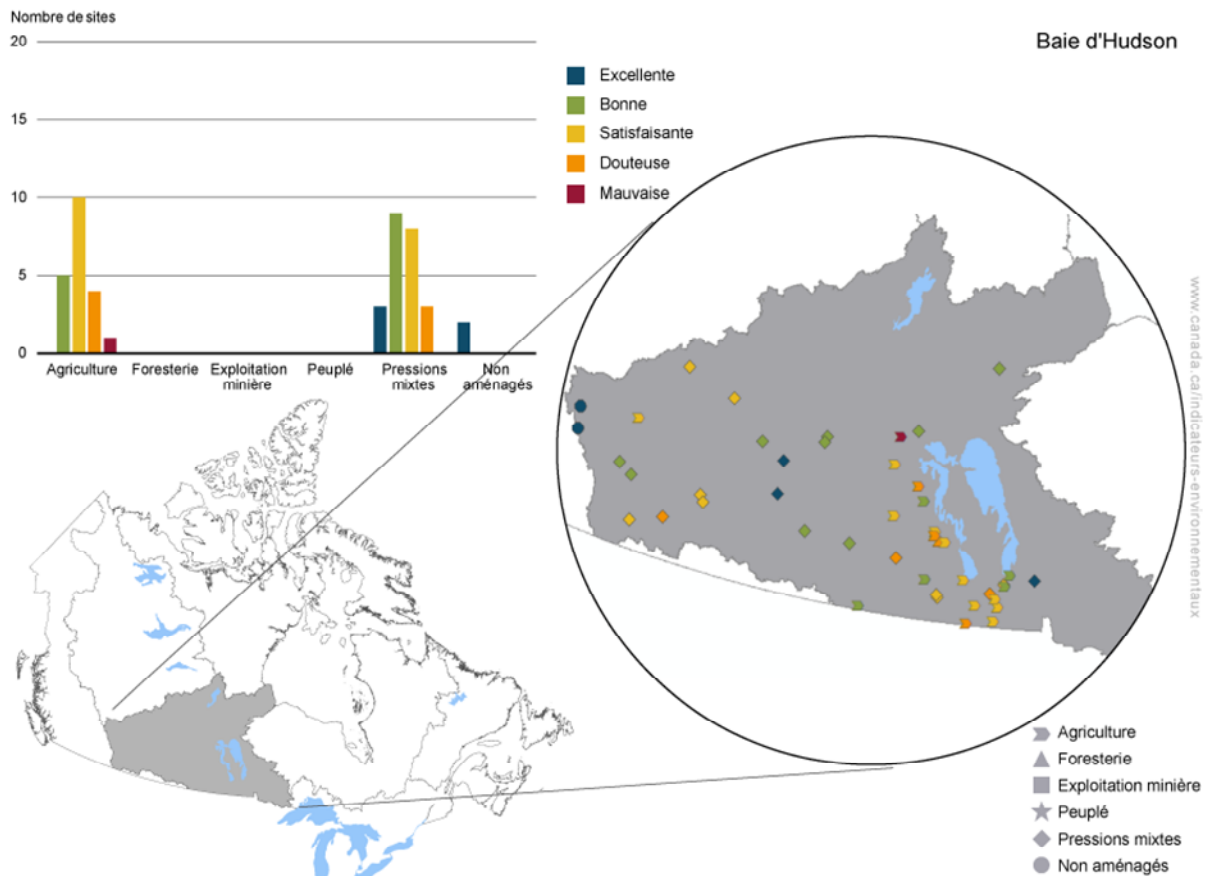 Nombre de sites
20
15
10
5
0
Agriculture
Foresterie
Exploitation
minière
Peuplé
Pressions
mixtes
Non
aménagés
Excellente
Bonne
Satisfaisante
Douteuse
Mauvaise
Baie d'Hudson
www.canada.ca/indicateurs-environnementaux
Agriculture
Foresterie
Exploitation minière
Peuplé
Pressions mixtes
Non aménagés